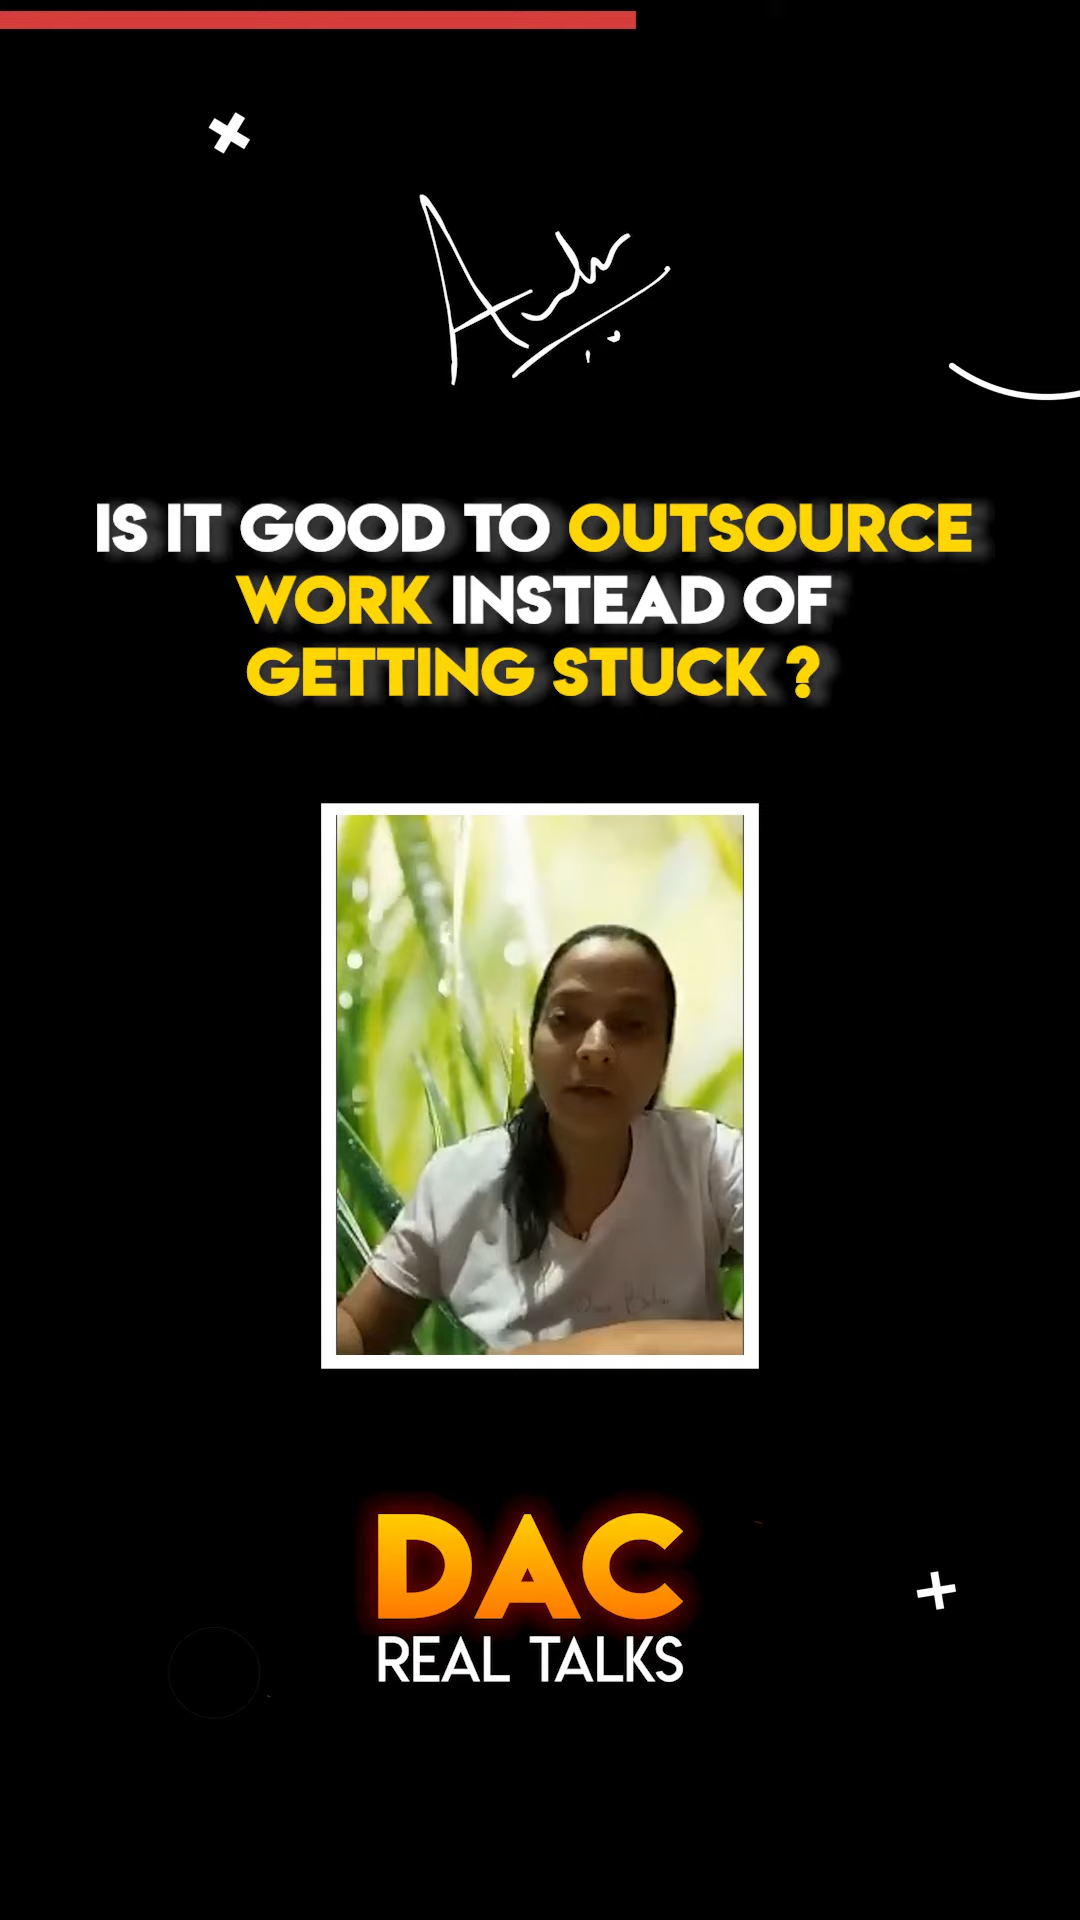 IS IT GOOD TO OUTSOURCE
WORK INSTEAD OF
GETTING STUCK ?
DAC
REAL TALKS